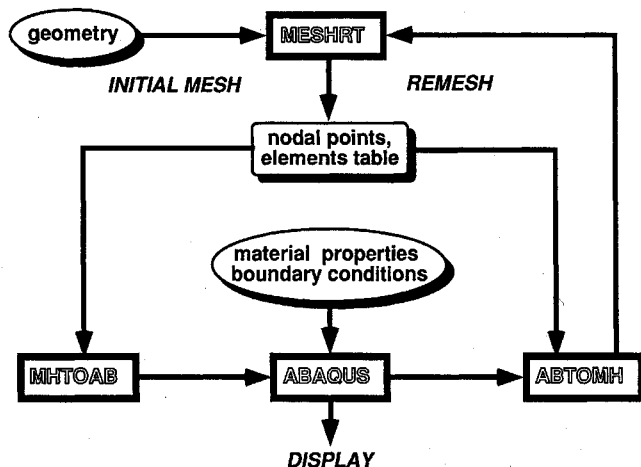 geometry
MESHRT
INITIAL MESH
REMESH
nodal points,
elements table
material properties
boundary conditions
MHTOAB
ABAQUS
ABTOMH
DISPLAY